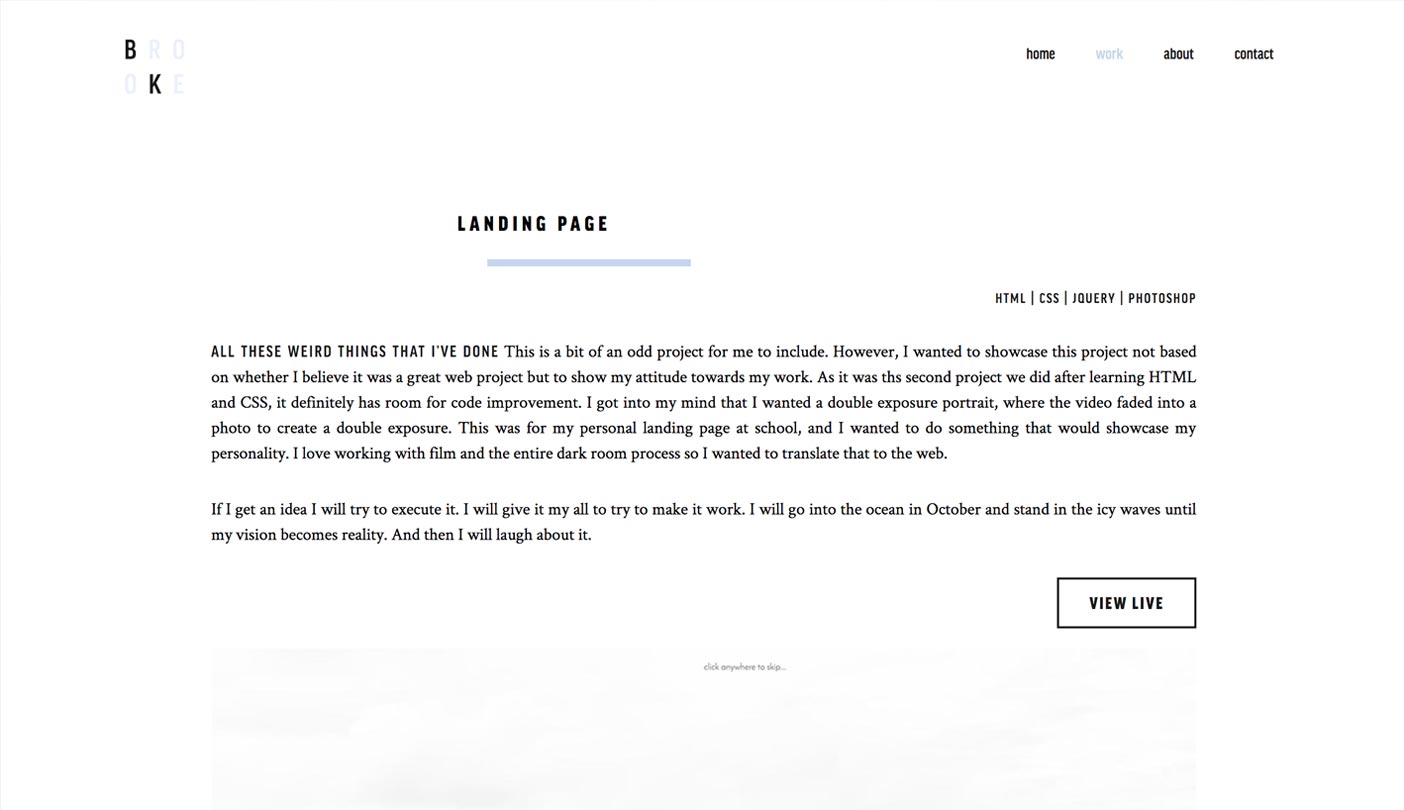 B R O
O K E
home work about contact
LANDING PAGE
HTML | CSS | JQUERY | PHOTOSHOP
ALL THESE WEIRD THINGS THAT I'VE DONE This is a bit of an odd project for me to include. However, I wanted to showcase this project not based
on whether I believe it was a great web project but to show my attitude towards my work. As it was ths second project we did after learning HTML
and CSS, it definitely has room for code improvement. I got into my mind that I wanted a double exposure portrait, where the video faded into a
photo to create a double exposure. This was for my personal landing page at school, and I wanted to do something that would showcase my
personality. I love working with film and the entire dark room process so I wanted to translate that to the web.
If I get an idea I will try to execute it. I will give it my all to try to make it work. I will go into the ocean in October and stand in the icy waves until
my vision becomes reality. And then I will laugh about it.
VIEW LIVE
click anywhere to skip...